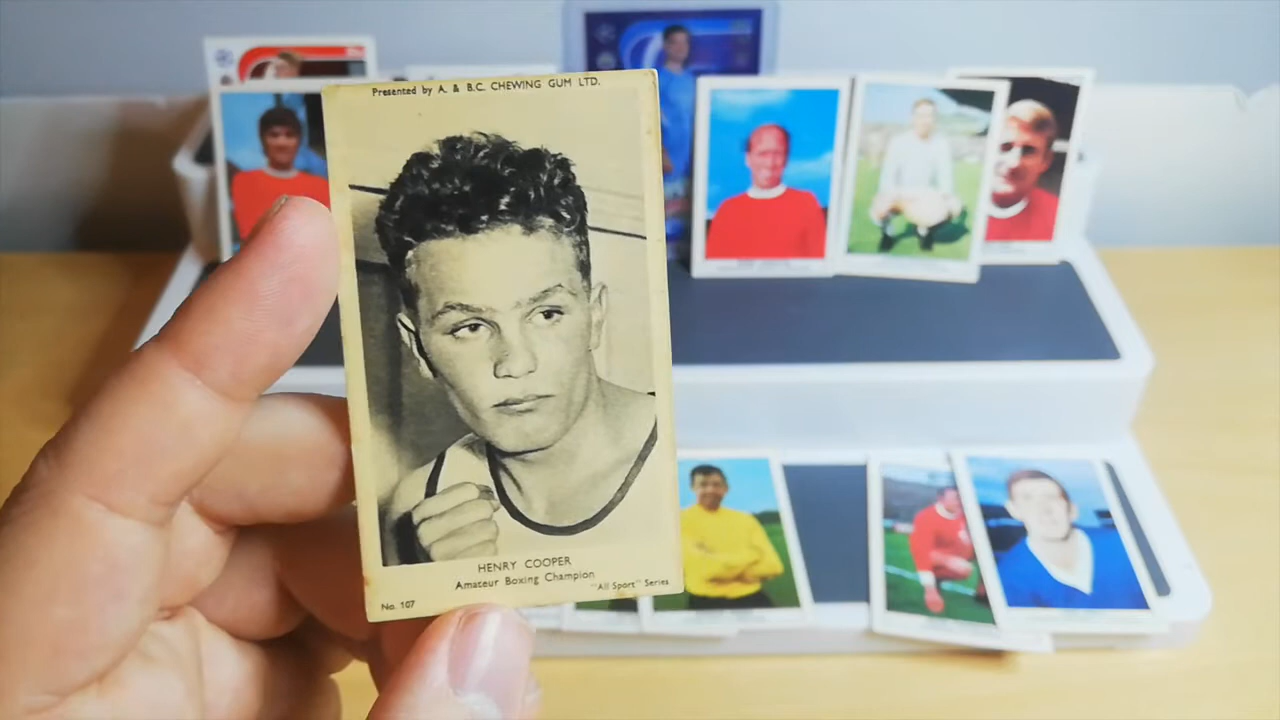 Presented by A. & B.C. CHEWING GUM LTD.
HENRY COOPER
Amateur Boxing Champion
"All Sport" Series
No. 107